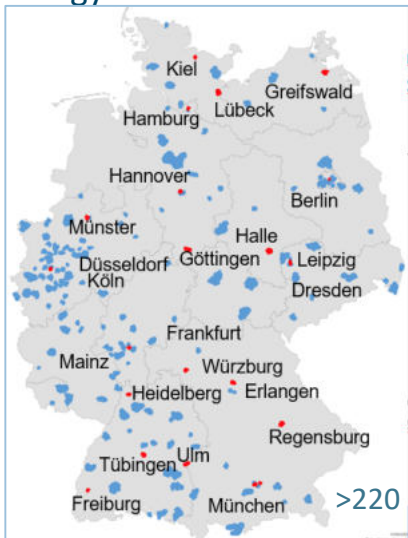 gy
Kiel
Greifswald
Lübeck
Hamburg
Hannover
Berlin
Münster
Halle
Göttingen
Leipzig
Düsseldorf
Köln
Dresden
Frankfurt
Mainz
Würzburg
Heidelberg
Erlangen
Regensburg
Ulm
Tübingen
Freiburg
München
>220